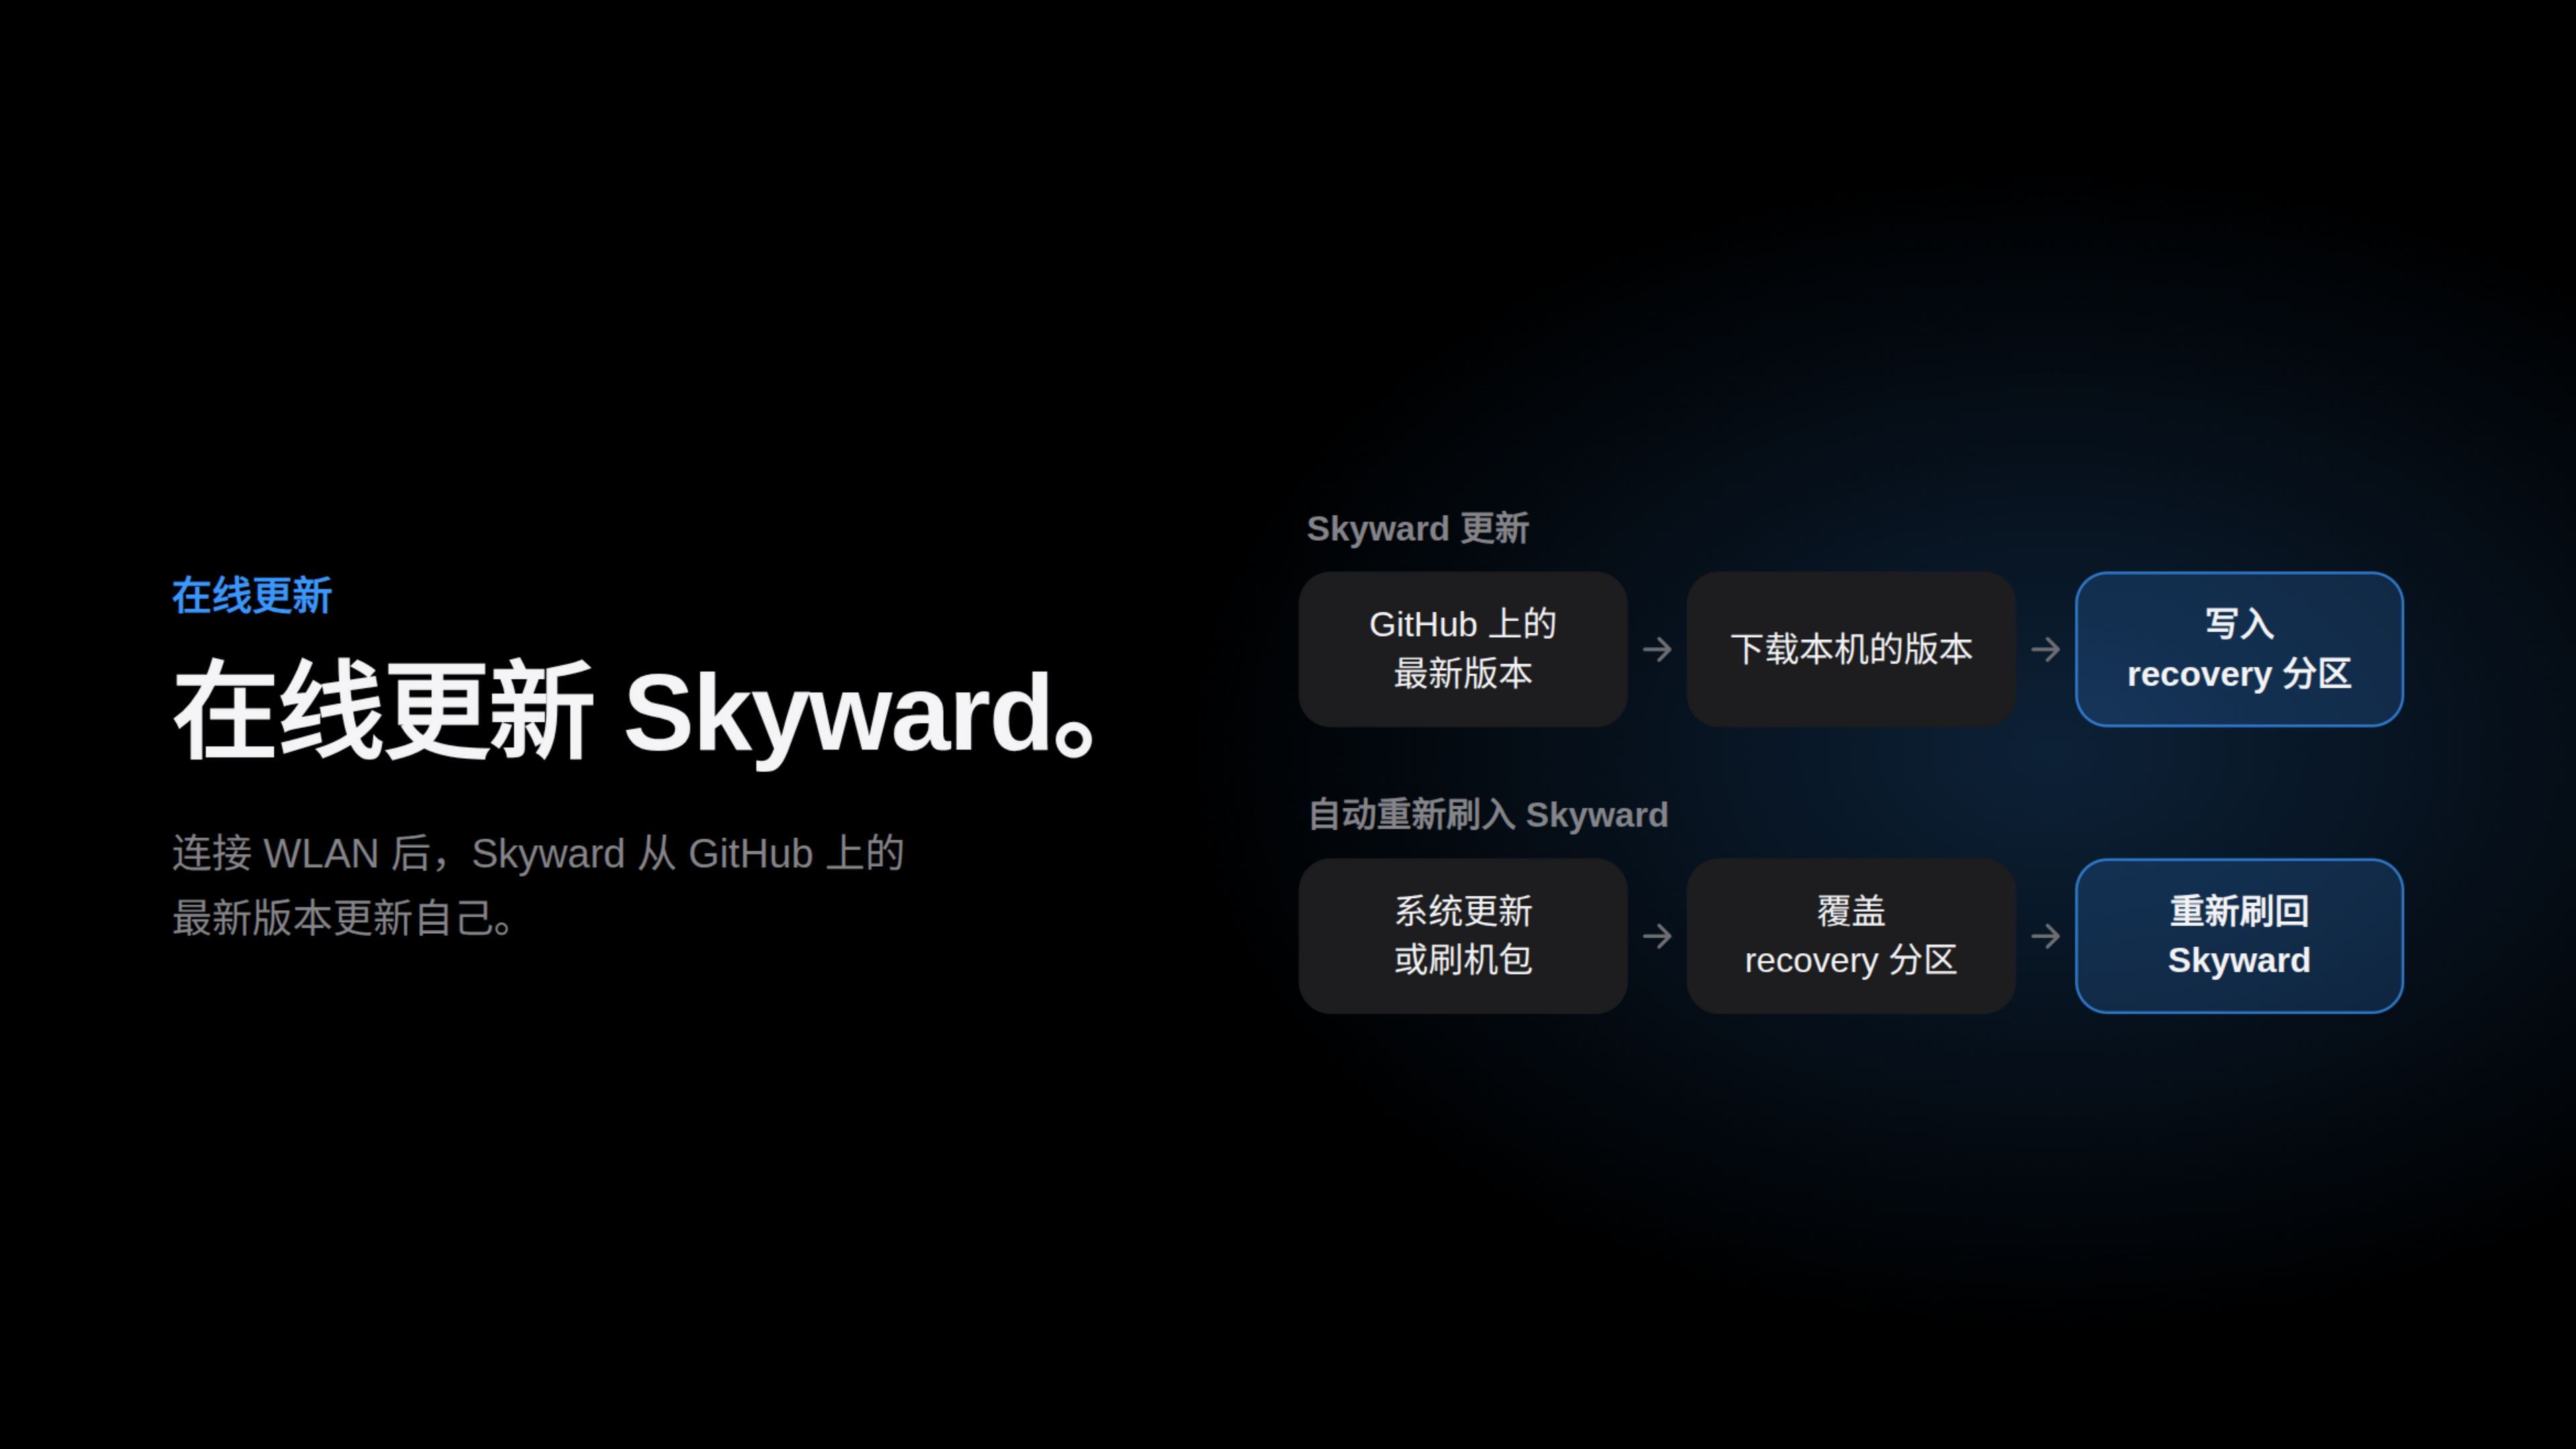 在线更新
在线更新 Skyward。
连接 WLAN 后，Skyward 从 GitHub 上的
最新版本更新自己。
Skyward 更新
GitHub 上的
最新版本
下载本机的版本
写入
recovery 分区
自动重新刷入 Skyward
系统更新
或刷机包
覆盖
recovery 分区
重新刷回
Skyward